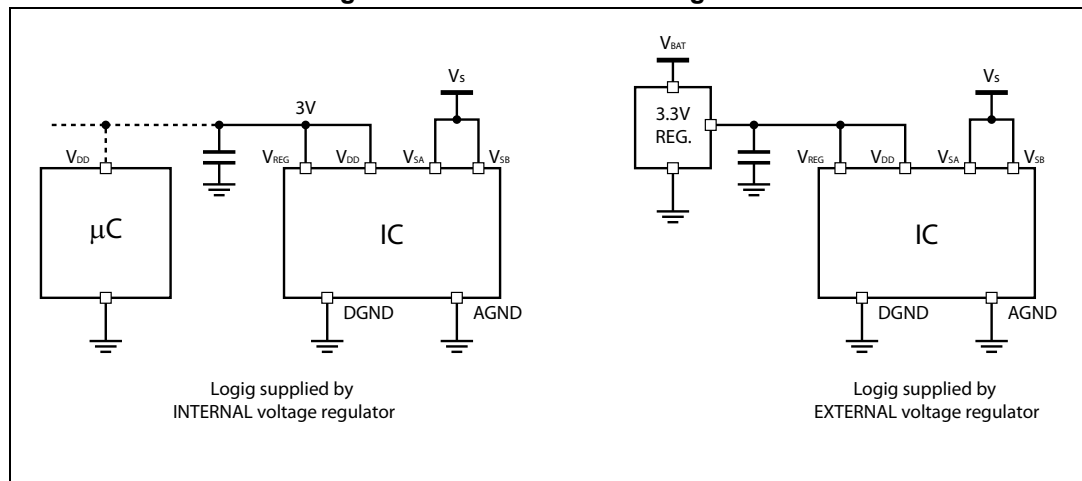 3V
VDD
µC
VREG
VDD
VSA
VSB
Vs
IC
DGND
AGND
Logig supplied by
INTERNAL voltage regulator
VBAT
3.3V
REG.
VREG
VDD
VSA
VSB
Vs
IC
DGND
AGND
Logig supplied by
EXTERNAL voltage regulator